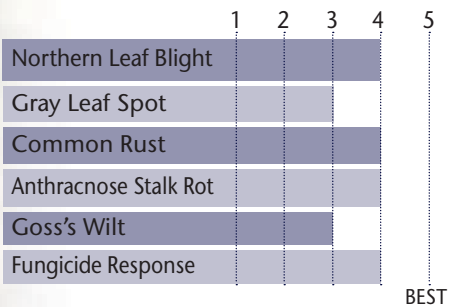 1 2 3 4 5
Northern Leaf Blight
Gray Leaf Spot
Common Rust
Anthracnose Stalk Rot
Goss's Wilt
Fungicide Response
BEST